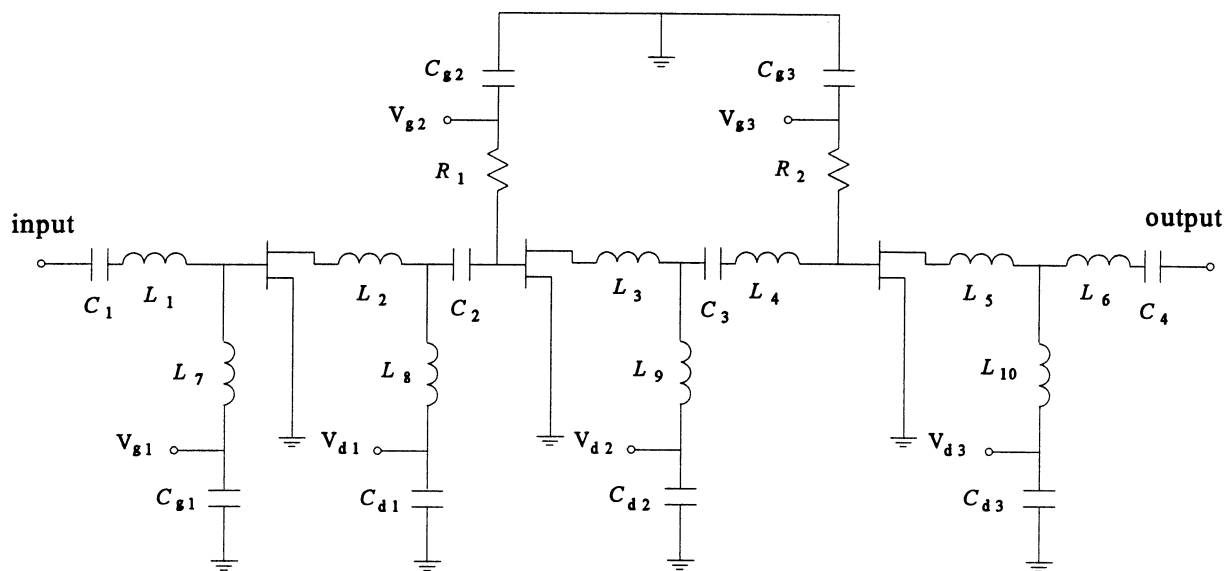 C g2
C g3
V g2
V g3
R 1
R 2
input
output
C 1
L 1
L 2
C 2
L 3
C 3
L 4
L 5
L 6
C 4
L 7
L 8
L 9
L 10
V g1
V d1
V d2
V d3
C g1
C d1
C d2
C d3